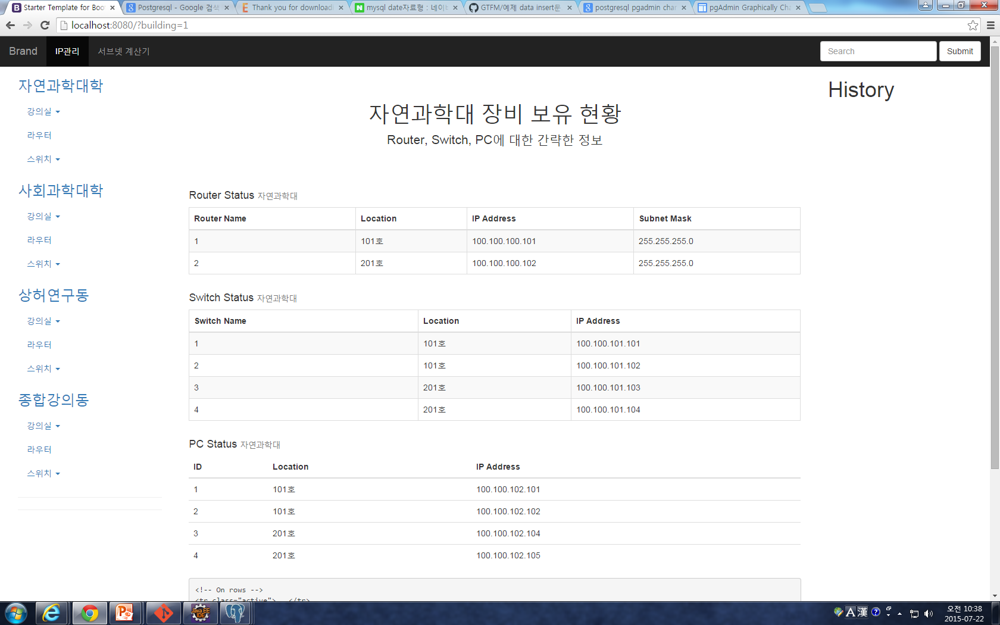 Starter Template for Boo
Postgresql - Google 검색
Thank you for downloadi
mysql date자료형 : 네이버
GTFM/예제 data insert문
postgresql pgadmin char
pgAdmin Graphically Cha
localhost:8080/?building=1
Brand
IP관리
서브넷 계산기
Search
Submit
자연과학대학
강의실
라우터
스위치
사회과학대학
강의실
라우터
스위치
상허연구동
강의실
라우터
스위치
종합강의동
강의실
라우터
스위치
자연과학대 장비 보유 현황
Router, Switch, PC에 대한 간략한 정보
Router Status 자연과학대
Router Name Location IP Address Subnet Mask
1 101호 100.100.100.101 255.255.255.0
2 201호 100.100.100.102 255.255.255.0
Switch Status 자연과학대
Switch Name Location IP Address
1 101호 100.100.101.101
2 101호 100.100.101.102
3 201호 100.100.101.103
4 201호 100.100.101.104
PC Status 자연과학대
ID Location IP Address
1 101호 100.100.102.101
2 101호 100.100.102.102
3 201호 100.100.102.104
4 201호 100.100.102.105
<!-- On rows -->
<tr class="active">...</tr>
History
Java EE
IDE
A 漢
오전 10:38
2015-07-22